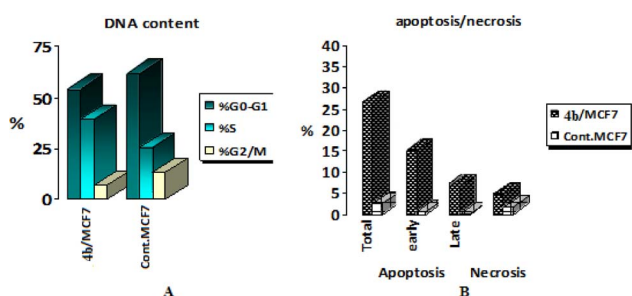 DNA content
75
50
25
0
%
4b/MCF7
Cont.MCF7
%G0-G1
%S
%G2/M
A
apoptosis/necrosis
40
35
30
25
20
15
10
5
0
%
Total
early
Late
Apoptosis
Necrosis
4b/MCF7
Cont.MCF7
B